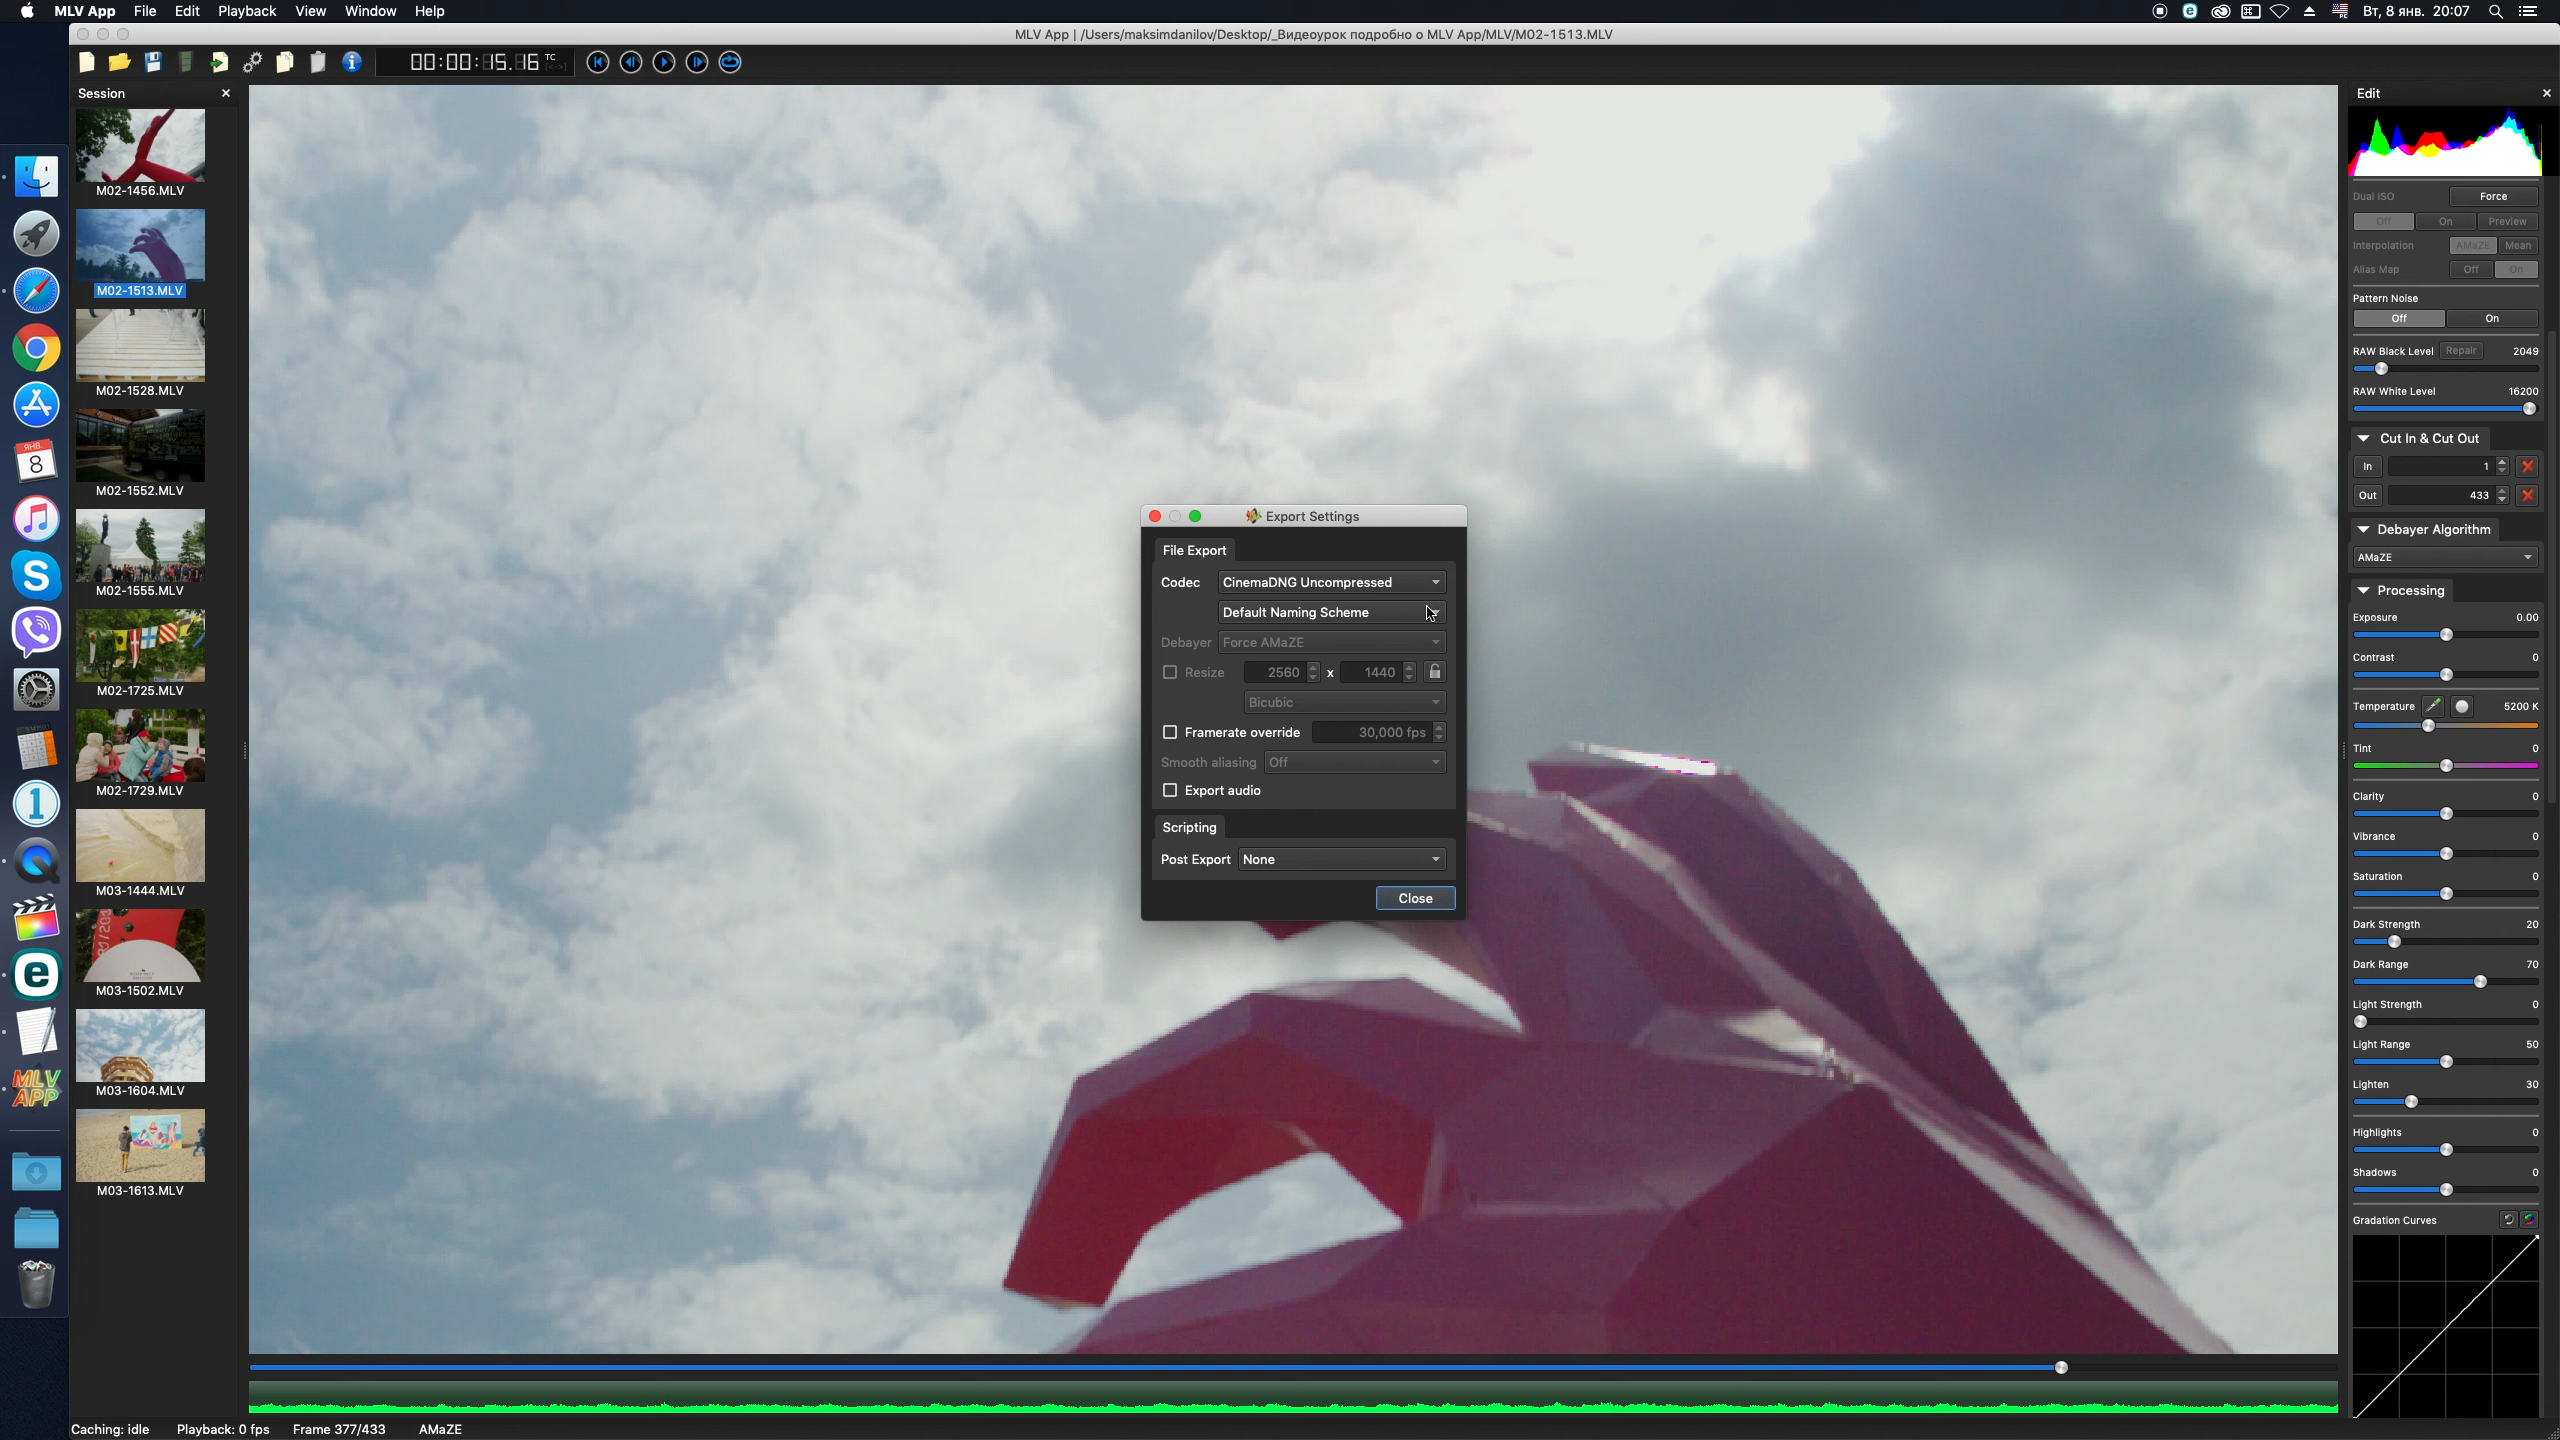 MLV App File Edit Playback View Window Help Вт, 8 янв. 20:07
MLV App | /Users/maksimdanilov/Desktop/_Видеоурок подробно о MLV App/MLV/M02-1513.MLV
00:00:15.16 TC
Session
M02-1456.MLV
M02-1513.MLV
M02-1528.MLV
M02-1552.MLV
M02-1555.MLV
M02-1725.MLV
M02-1729.MLV
M03-1444.MLV
M03-1502.MLV
M03-1604.MLV
M03-1613.MLV
ЯНВ.
8
MLV
APP
Export Settings
File Export
Codec CinemaDNG Uncompressed
Default Naming Scheme
Debayer Force AMaZE
Resize 2560 x 1440
Bicubic
Framerate override 30,000 fps
Smooth aliasing Off
Export audio
Scripting
Post Export None
Close
Edit
Dual ISO Force
Off On Preview
Interpolation AMaZE Mean
Alias Map Off On
Pattern Noise
Off On
RAW Black Level Repair 2049
RAW White Level 16200
Cut In & Cut Out
In 1
Out 433
Debayer Algorithm
AMaZE
Processing
Exposure 0.00
Contrast 0
Temperature 5200 K
Tint 0
Clarity 0
Vibrance 0
Saturation 0
Dark Strength 20
Dark Range 70
Light Strength 0
Light Range 50
Lighten 30
Highlights 0
Shadows 0
Gradation Curves
Caching: idle Playback: 0 fps Frame 377/433 AMaZE